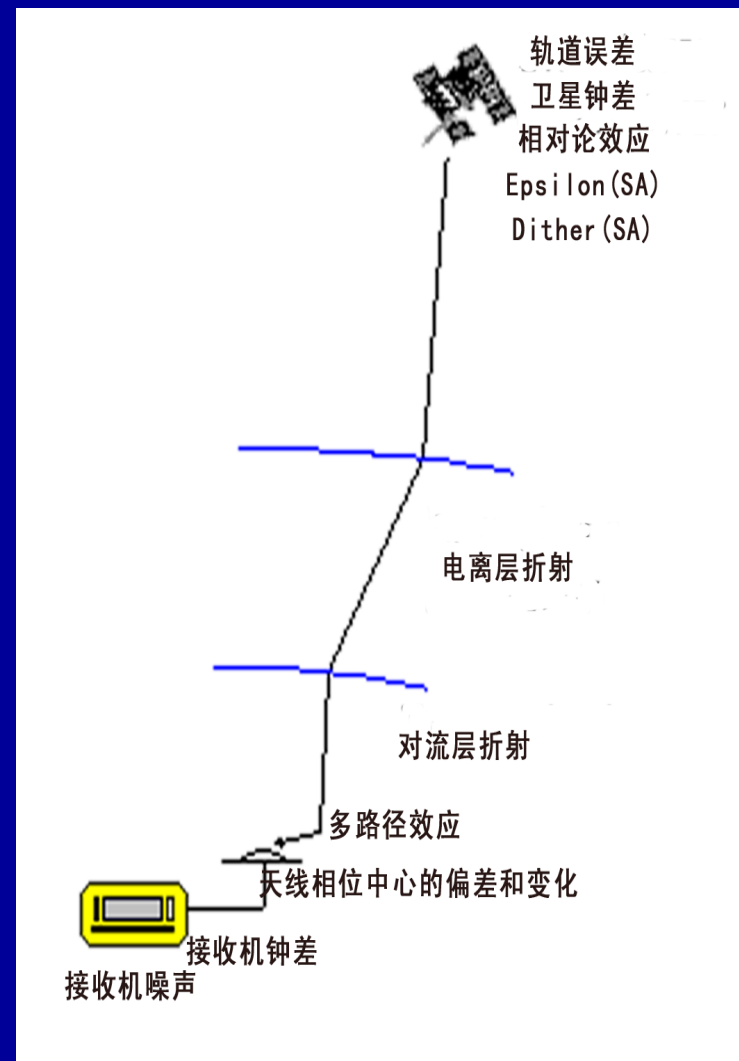 轨道误差
卫星钟差
相对论效应
Epsilon(SA)
Dither(SA)
电离层折射
对流层折射
多路径效应
天线相位中心的偏差和变化
接收机钟差
接收机噪声